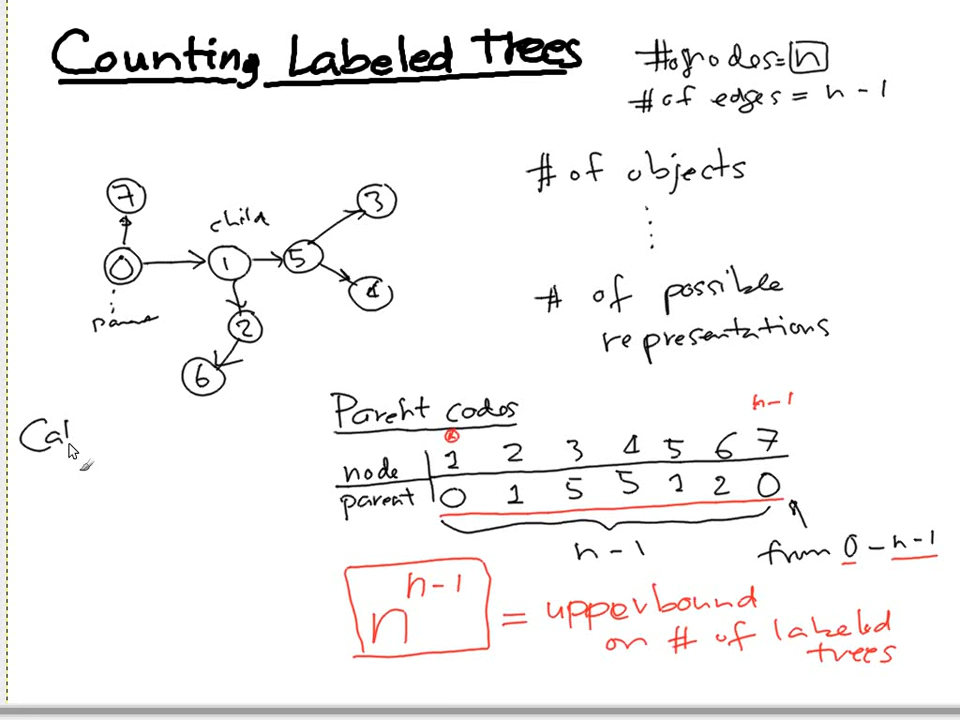 Counting Labeled Trees
# of nodes = n
# of edges = n - 1
# of objects
# of possible
representations
7
child
3
0
1
5
4
2
6
Cal
Parent codes
n-1
node 1 2 3 4 5 6 7
parent 0 1 5 5 1 2 0
n - 1
from 0 - n-1
n^n-1 = upperbound
on # of labeled
trees